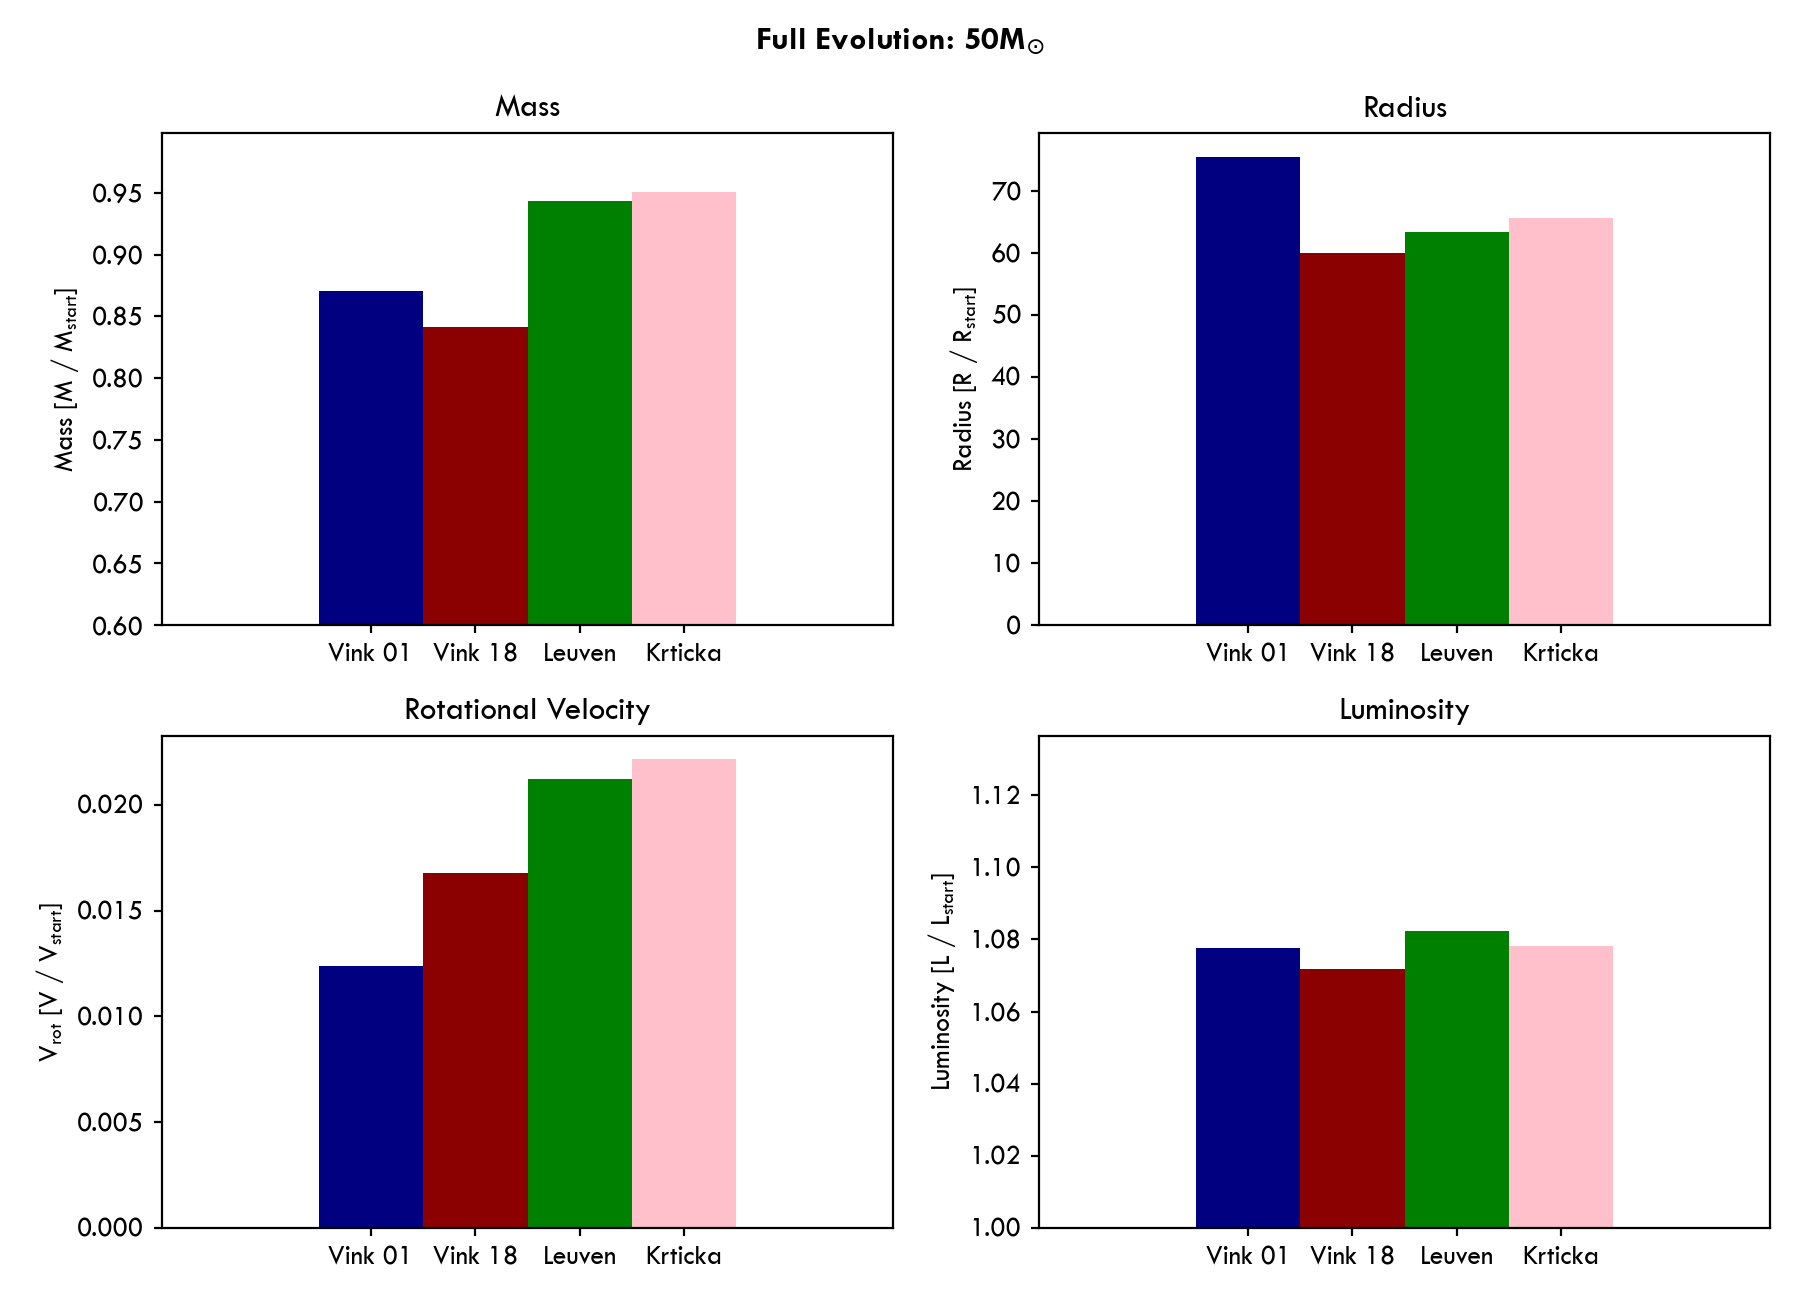 Full Evolution: 50M☉
Mass
Mass [M / Mstart]
0.95
0.90
0.85
0.80
0.75
0.70
0.65
0.60
Vink 01 Vink 18 Leuven Krticka
Radius
Radius [R / Rstart]
70
60
50
40
30
20
10
0
Vink 01 Vink 18 Leuven Krticka
Rotational Velocity
Vrot [V / Vstart]
0.020
0.015
0.010
0.005
0.000
Vink 01 Vink 18 Leuven Krticka
Luminosity
Luminosity [L / Lstart]
1.12
1.10
1.08
1.06
1.04
1.02
1.00
Vink 01 Vink 18 Leuven Krticka